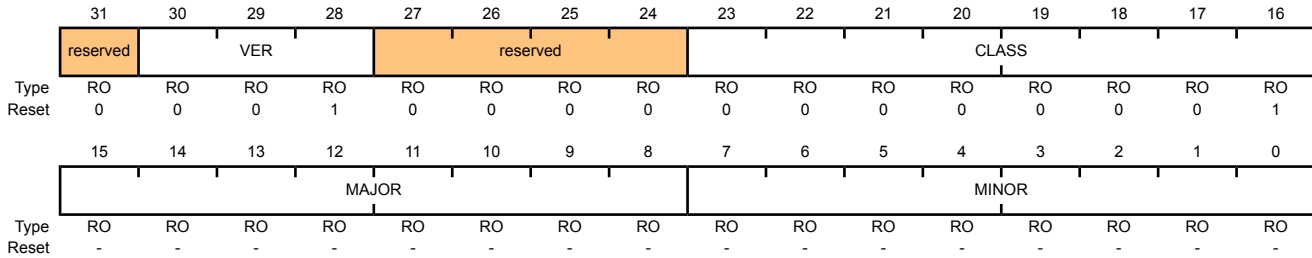 31 30 29 28 27 26 25 24 23 22 21 20 19 18 17 16
reserved VER reserved CLASS
Type RO RO RO RO RO RO RO RO RO RO RO RO RO RO RO RO
Reset 0 0 0 1 0 0 0 0 0 0 0 0 0 0 0 1
15 14 13 12 11 10 9 8 7 6 5 4 3 2 1 0
MAJOR MINOR
Type RO RO RO RO RO RO RO RO RO RO RO RO RO RO RO RO
Reset - - - - - - - - - - - - - - - -